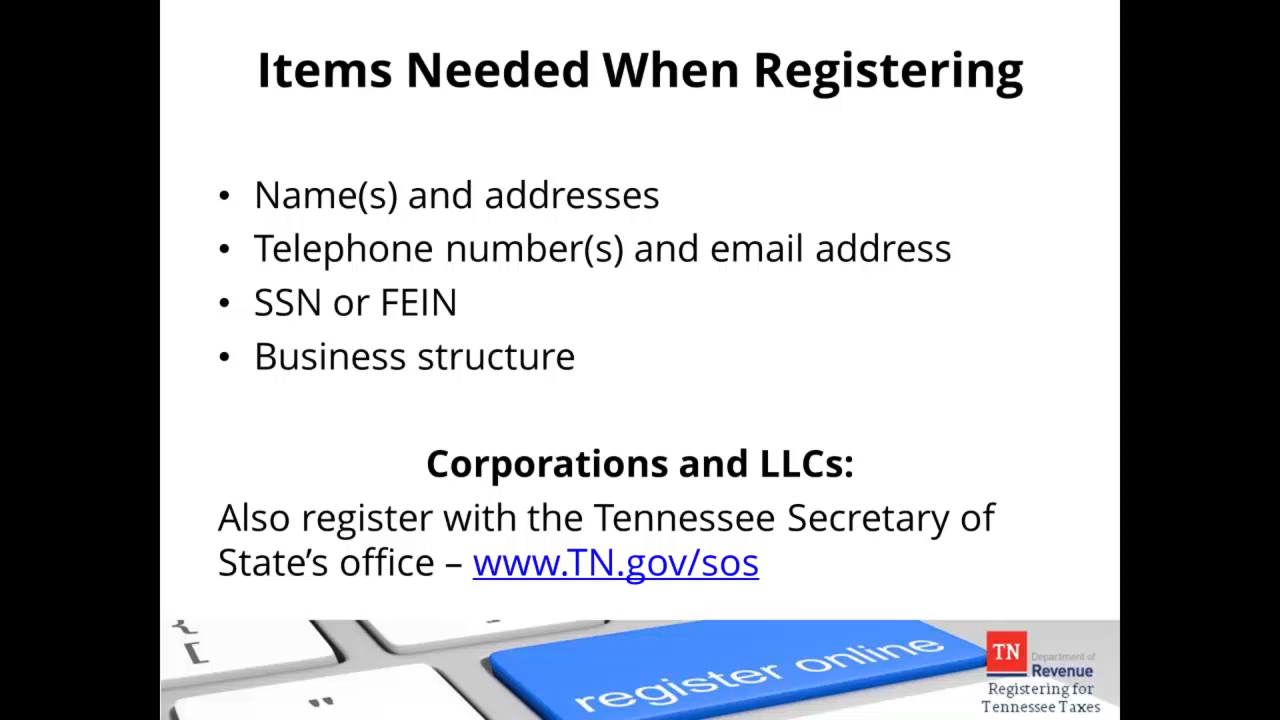 Items Needed When Registering
• Name(s) and addresses
• Telephone number(s) and email address
• SSN or FEIN
• Business structure
Corporations and LLCs:
Also register with the Tennessee Secretary of
State’s office – www.TN.gov/sos
{
[
"
register online
TN
Department of
Revenue
Registering for
Tennessee Taxes